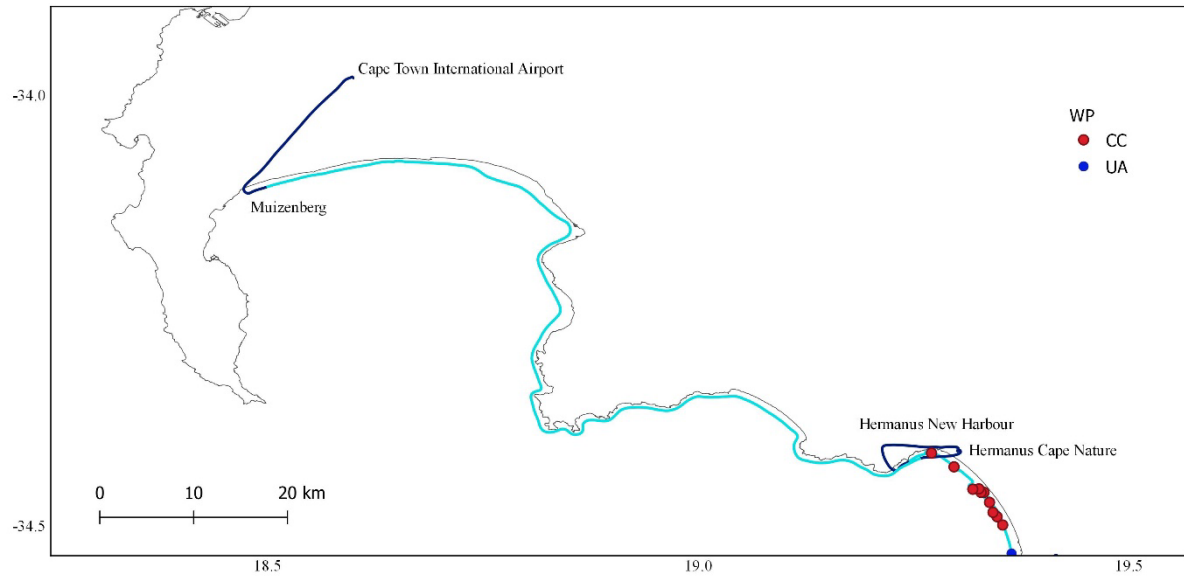 Cape Town International Airport
-34.0
WP
CC
UA
Muizenberg
Hermanus New Harbour
Hermanus Cape Nature
0 10 20 km
-34.5
18.5 19.0 19.5